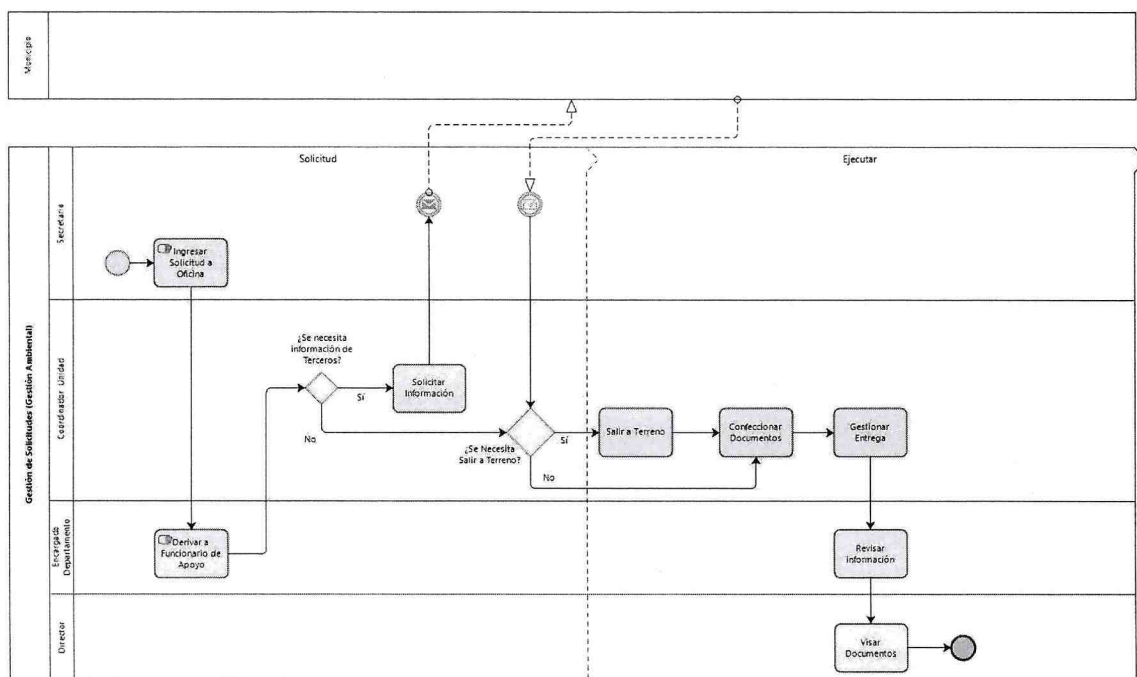 Municipio
Gestión de Solicitudes (Gestión Ambiental)
Solicitud
Ejecutar
Secretaria
Ingresar
Solicitud a
Oficina
Coordinador Unidad
¿Se necesita
información de
Terceros?
Sí
No
Solicitar
Información
¿Se Necesita
Salir a Terreno?
Sí
No
Salir a Terreno
Confeccionar
Documentos
Gestionar
Entrega
Encargado
Departamento
Derivar a
Funcionario de
Apoyo
Revisar
Información
Director
Visar
Documentos